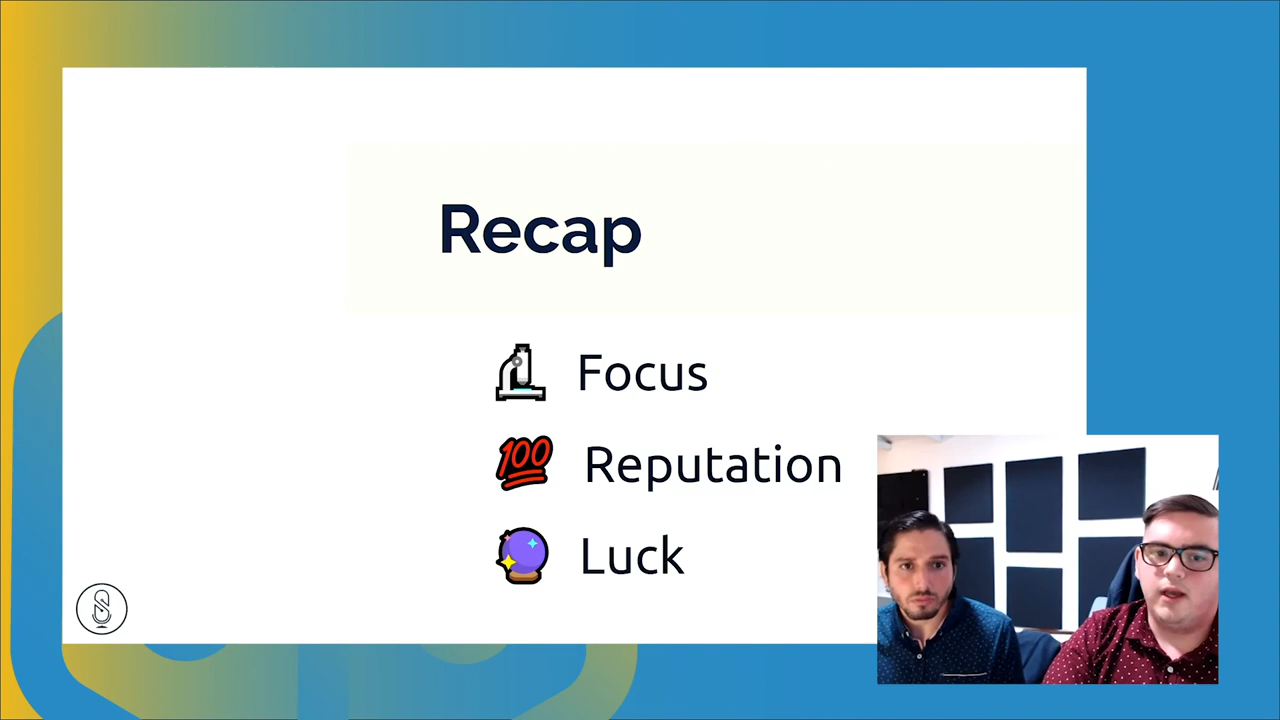 Recap
Focus
💯 Reputation
Luck